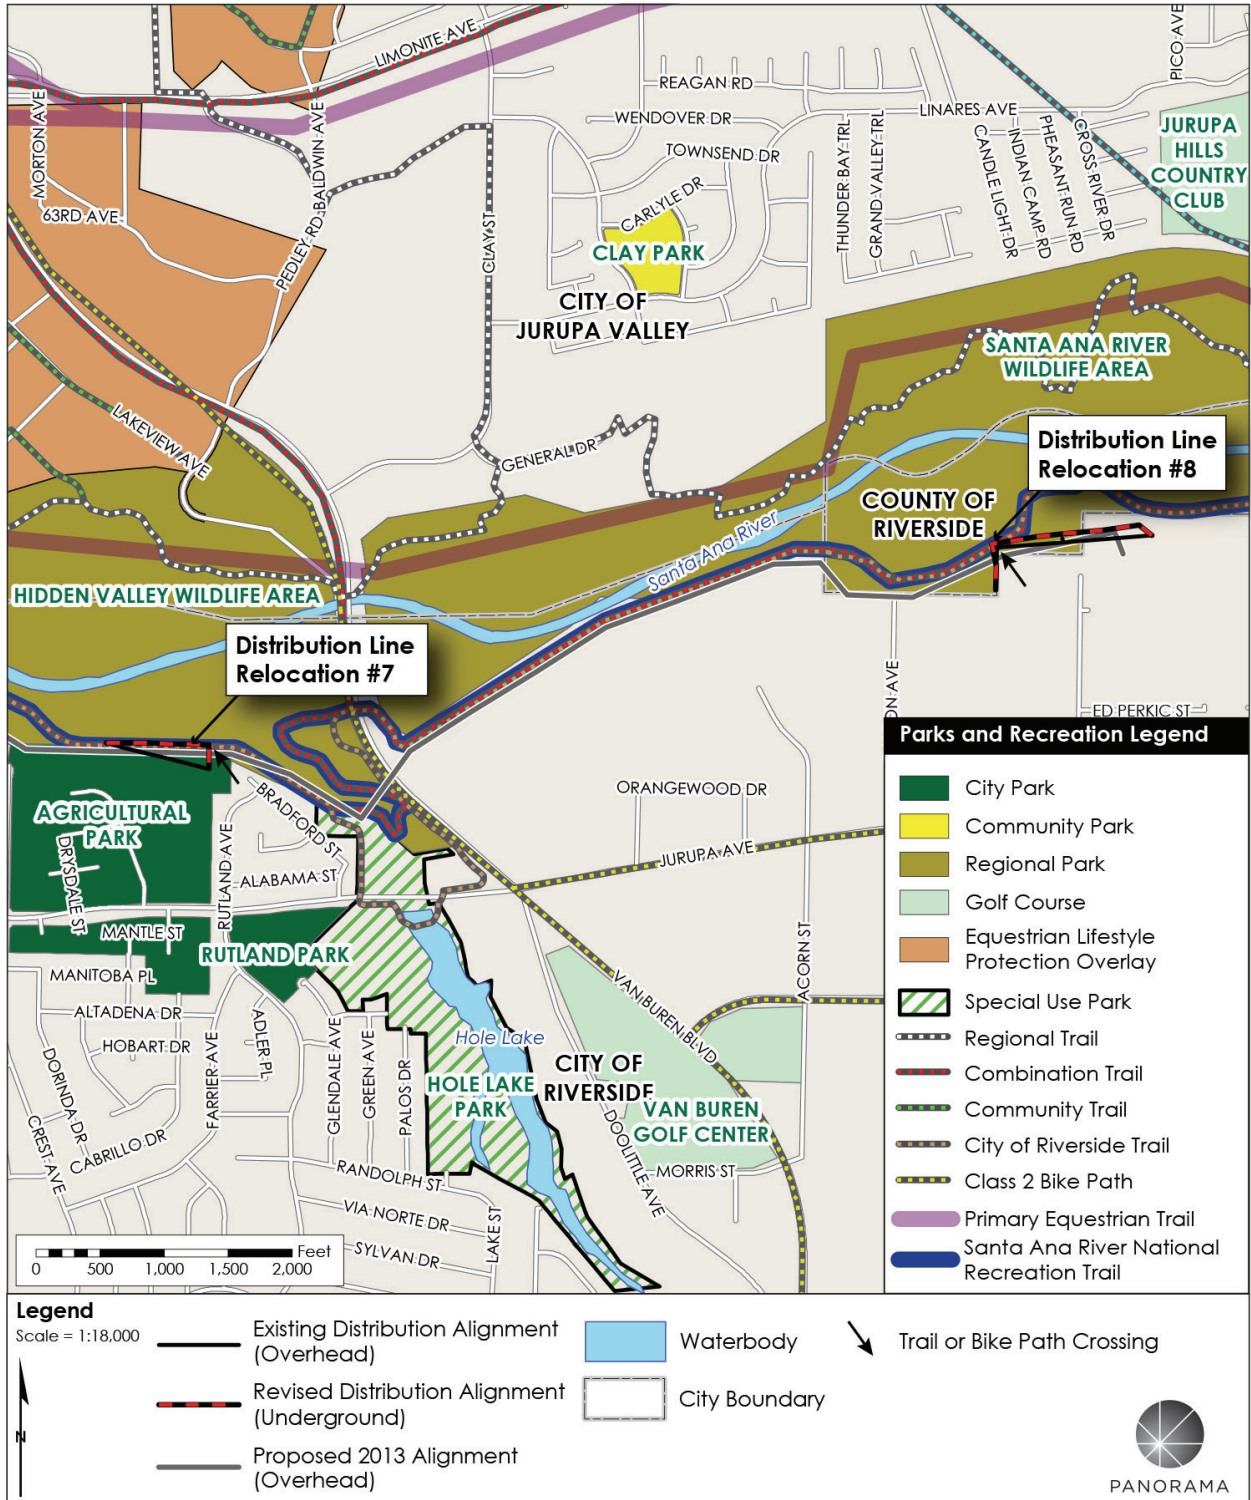 LIMONITE AVE
PICO AVE
REAGAN RD
WENDOVER DR
LINARES AVE
TOWNSEND DR
CARLYLE DR
CLAY PARK
MORTON AVE
63RD AVE
BALDWIN AVE
PEDLEY RD
CLAY ST
THUNDER BAY TRL
GRAND VALLEY TRL
CANDLE LIGHT DR
INDIAN CAMP RD
PHEASANT RUN RD
CROSS RIVER DR
JURUPA
HILLS
COUNTRY
CLUB
CITY OF
JURUPA VALLEY
SANTA ANA RIVER
WILDLIFE AREA
LAKEVIEW AVE
GENERAL DR
Distribution Line
Relocation #8
COUNTY OF
RIVERSIDE
Santa Ana River
HIDDEN VALLEY WILDLIFE AREA
Distribution Line
Relocation #7
ON AVE
ED PERKIC ST
AGRICULTURAL
PARK
DRYSDALE ST
BRADFORD ST
RUTLAND AVE
ALABAMA ST
MANTLE ST
RUTLAND PARK
MANITOBA PL
ALTADENA DR
HOBART DR
DORINDA DR
CREST AVE
CABRILLO DR
FARRIER AVE
ADLER PL
GLENDALE AVE
GREEN AVE
PALOS DR
RANDOLPH ST
VIA NORTE DR
SYLVAN DR
LAKE ST
Hole Lake
HOLE LAKE
PARK
CITY OF
RIVERSIDE
ORANGEWOOD DR
JURUPA AVE
ACORN ST
VAN BUREN BLVD
VAN BUREN
GOLF CENTER
DOOLITTLE AVE
MORRIS ST
Parks and Recreation Legend
City Park
Community Park
Regional Park
Golf Course
Equestrian Lifestyle
Protection Overlay
Special Use Park
Regional Trail
Combination Trail
Community Trail
City of Riverside Trail
Class 2 Bike Path
Primary Equestrian Trail
Santa Ana River National
Recreation Trail
Feet
0 500 1,000 1,500 2,000
Legend
Scale = 1:18,000
N
Existing Distribution Alignment
(Overhead)
Revised Distribution Alignment
(Underground)
Proposed 2013 Alignment
(Overhead)
Waterbody
City Boundary
Trail or Bike Path Crossing
PANORAMA